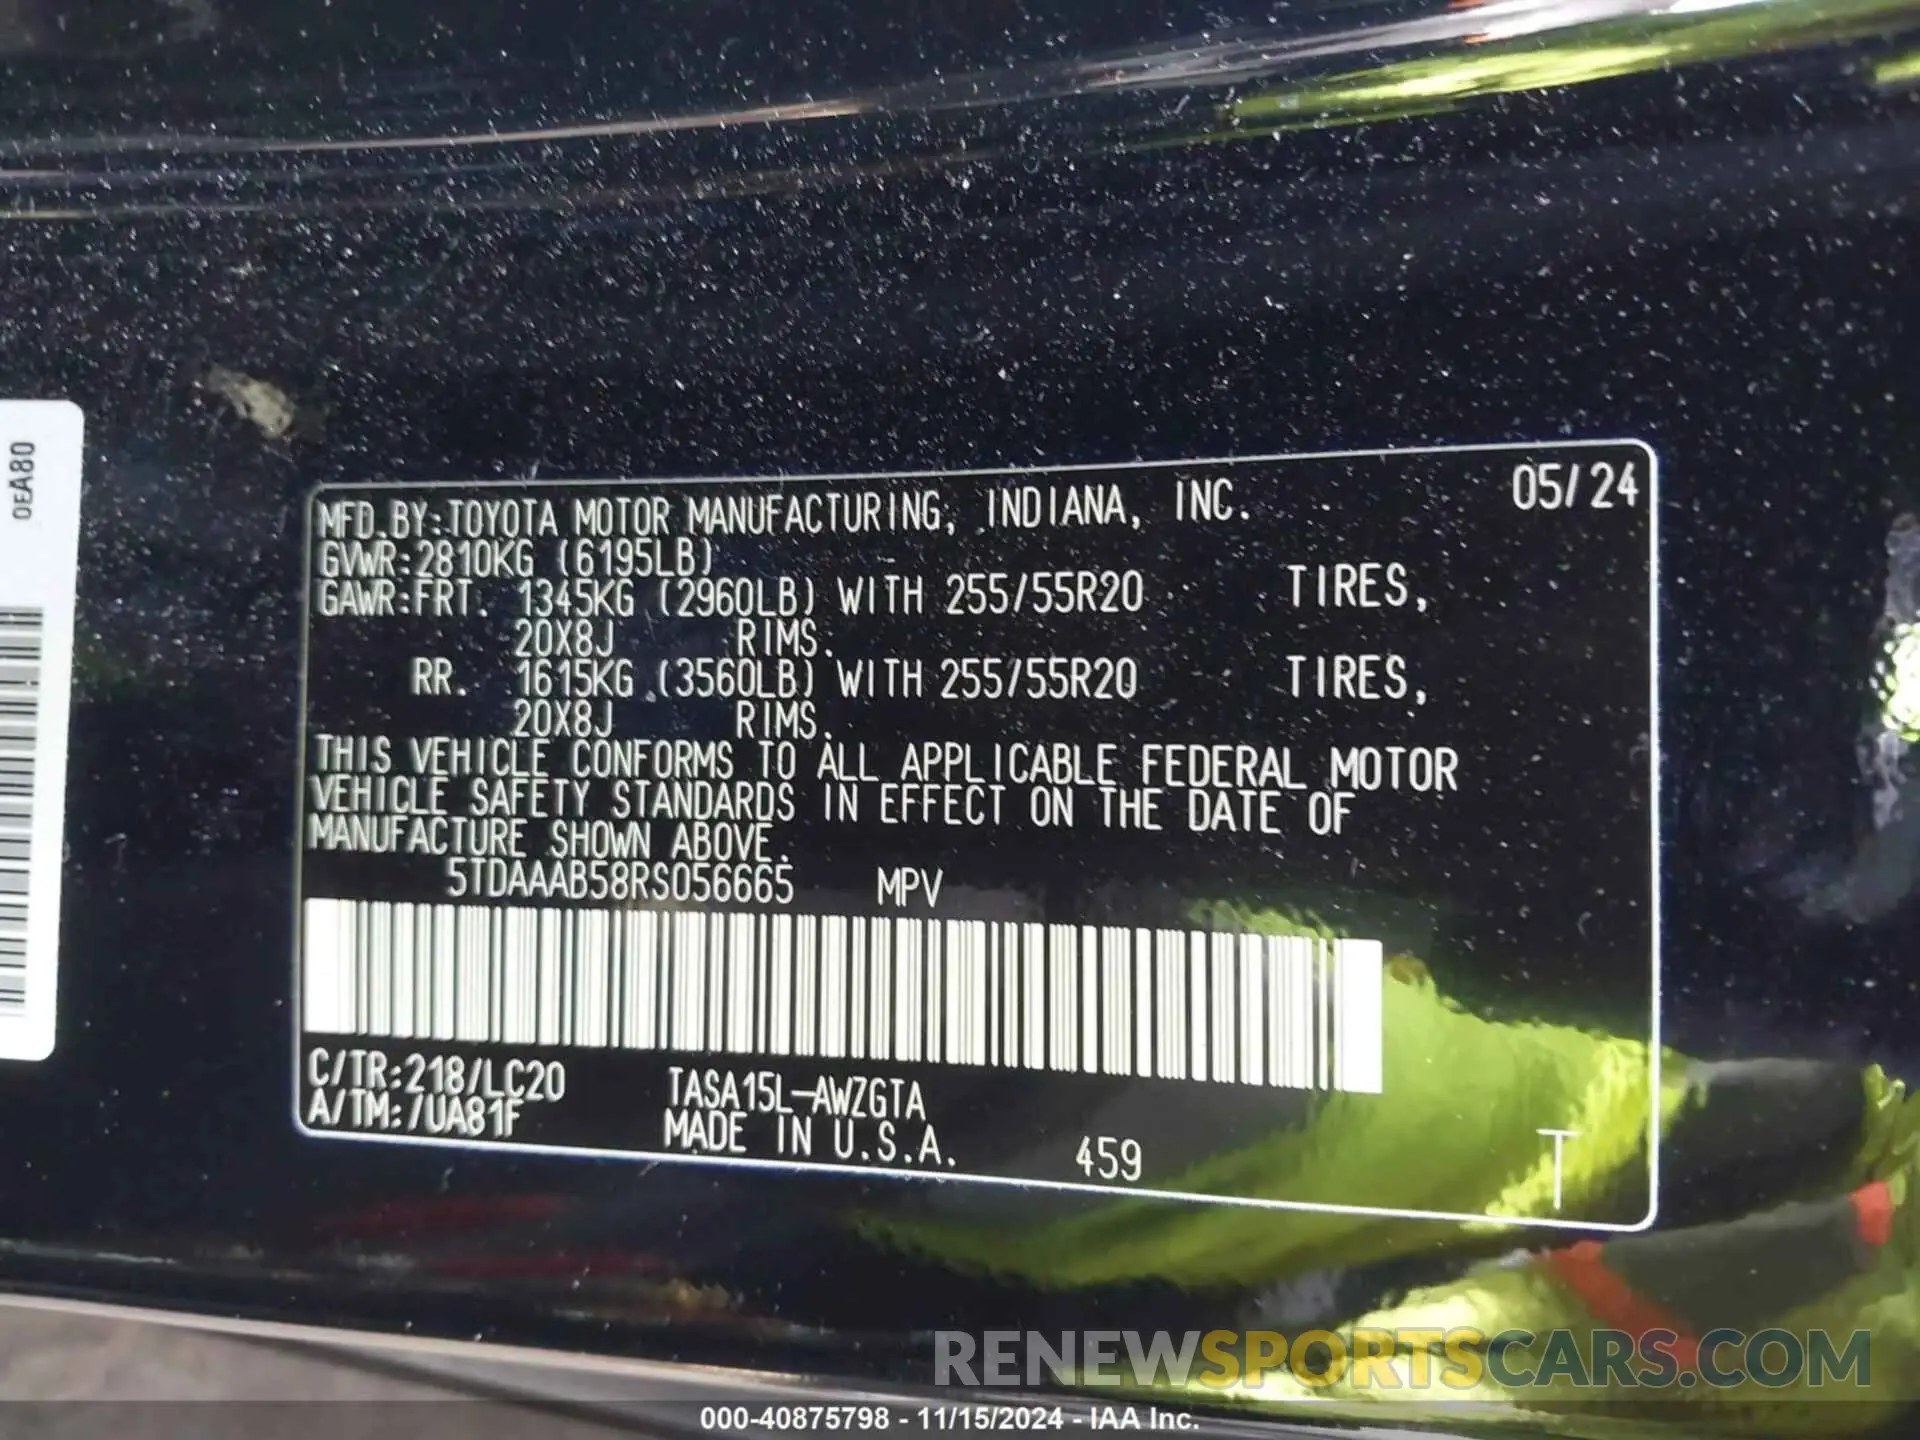 0EA80
MFD.BY:TOYOTA MOTOR MANUFACTURING, INDIANA, INC. 05/24
GVWR:2810KG (6195LB)
GAWR:FRT. 1345KG (2960LB) WITH 255/55R20 TIRES,
20X8J RIMS.
RR. 1615KG (3560LB) WITH 255/55R20 TIRES,
20X8J RIMS.
THIS VEHICLE CONFORMS TO ALL APPLICABLE FEDERAL MOTOR
VEHICLE SAFETY STANDARDS IN EFFECT ON THE DATE OF
MANUFACTURE SHOWN ABOVE.
5TDAAAB58RS056665 MPV
C/TR:218/LC20 TASA15L-AWZGTA
A/TM:/UA81F MADE IN U.S.A. 459 T
RENEWSPORTSCARS.COM
000-40875798 - 11/15/2024 - IAA Inc.